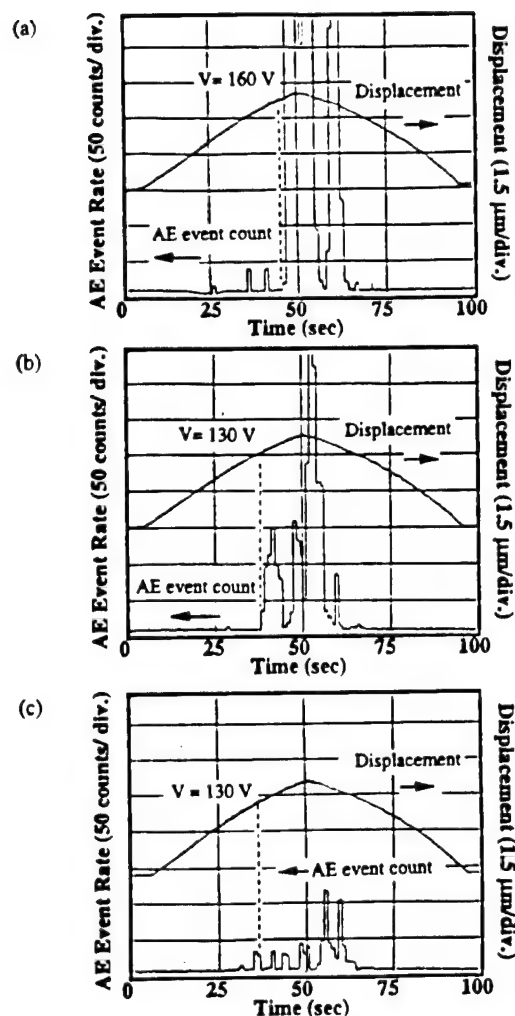 (a)
AE Event Rate (50 counts/ div.)
V= 160 V
Displacement
AE event count
Displacement (1.5 μm/div.)
0 25 50 75 100
Time (sec)
(b)
AE Event Rate (50 counts/ div.)
V= 130 V
Displacement
AE event count
Displacement (1.5 μm/div.)
0 25 50 75 100
Time (sec)
(c)
AE Event Rate (50 counts/ div.)
Displacement
V = 130 V
AE event count
Displacement (1.5 μm/div.)
0 25 50 75 100
Time (sec)